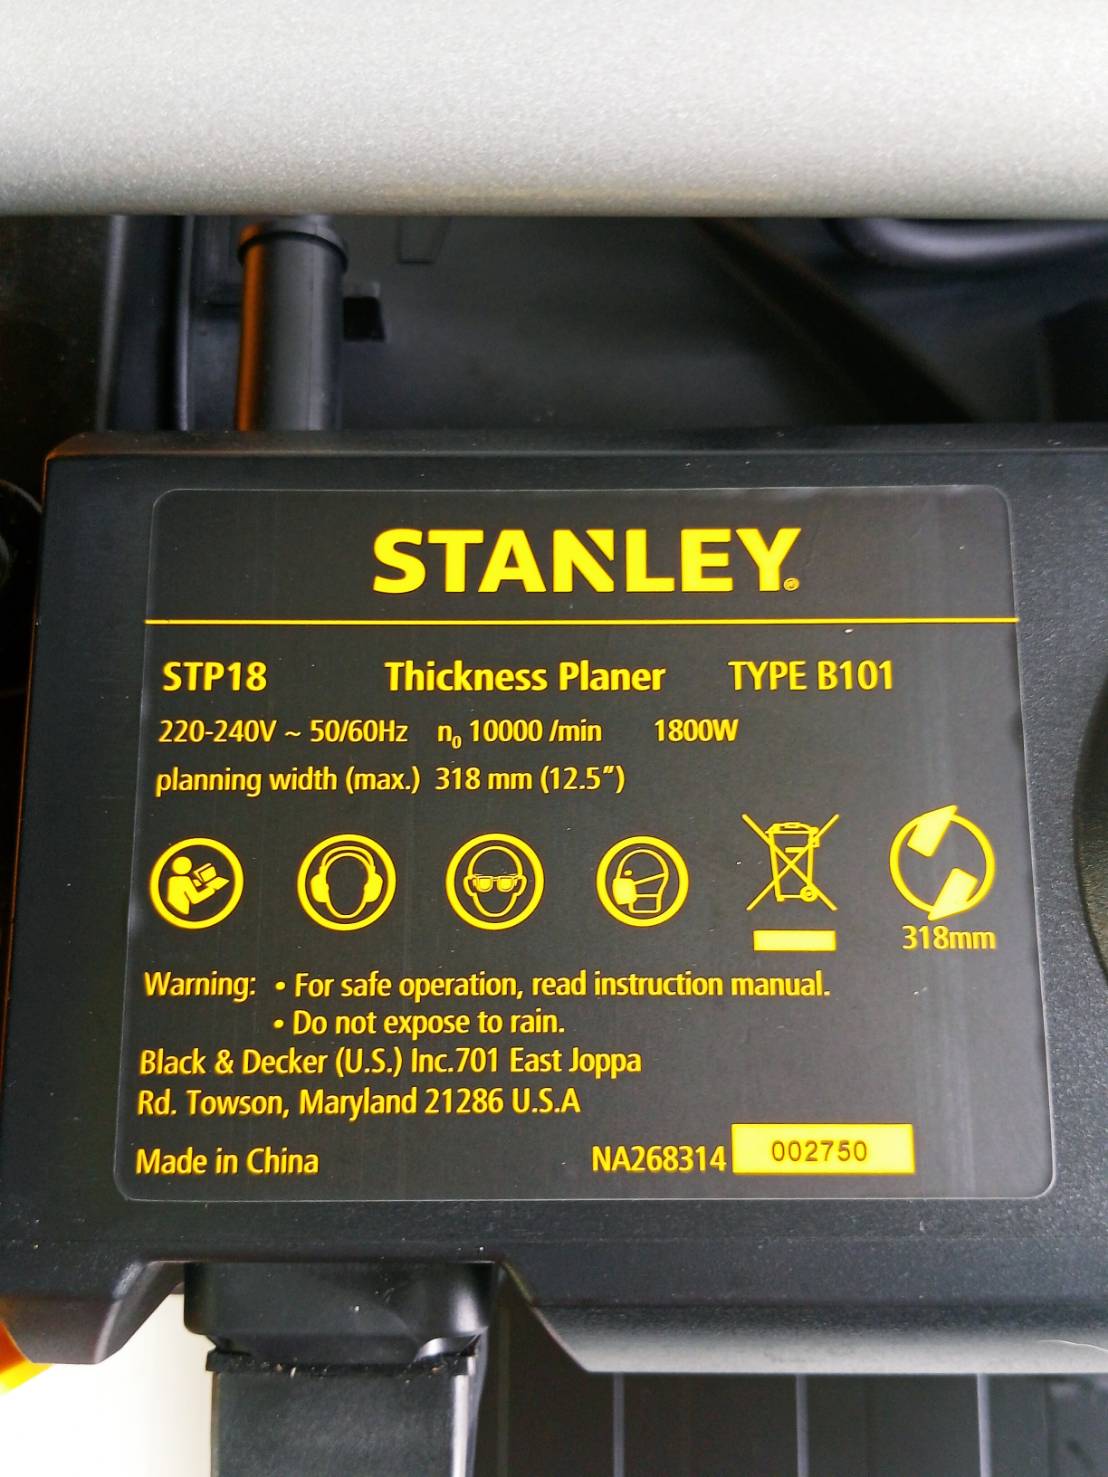 STANLEY®
STP18 Thickness Planer TYPE B101
220-240V ~ 50/60Hz n₀ 10000 /min 1800W
planning width (max.) 318 mm (12.5″)
318mm
Warning: • For safe operation, read instruction manual.
• Do not expose to rain.
Black & Decker (U.S.) Inc.701 East Joppa
Rd. Towson, Maryland 21286 U.S.A
Made in China NA268314 002750